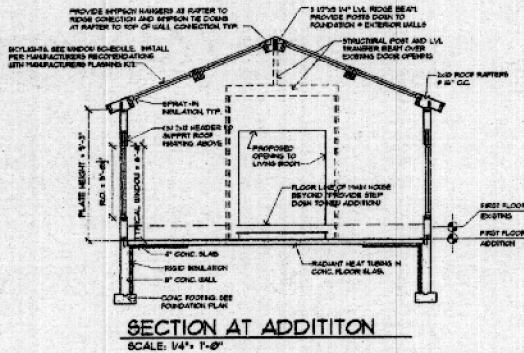 PROVIDE SIMPSON HANGERS AT RAFTER TO
RIDGE CONECTION AND SIMPSON TIE DOWNS
AT RAFTER TO TOP OF WALL CONNECTION, TYP.
RIDGE BEAM.
PROVIDE POSTS DOWN TO
FOUNDATION @ EXTERIOR WALLS
STRUCTURAL POST AND LVL
TRANSFER BEAM OVER
EXISTING DOOR OPENING
SKYLIGHTS. SEE WINDOW SCHEDULE. INSTALL
PER MANUFACTURERS RECOMENDATIONS
WITH MANUFACTURERS FLASHING KIT.
2x10 ROOF RAFTERS
@ 16" O.C.
SPRAY-IN
INSULATION, TYP.
2x10 HEADER TO
SUPPRT ROOF
FRAMING ABOVE
PLATE HEIGHT =
R.O. =
TYPICAL WINDOW =
PROPOSED
OPENING TO
LIVING ROOM
FLOOR LINE OF MAIN HOUSE
BEYOND (PROVIDE STEP
DOWN TO NEW ADDITION)
FIRST FLOOR
EXISTING
FIRST FLOOR
ADDITION
4" CONC. SLAB
RIGID INSULATION
8" CONC. WALL
CONC FOOTING. SEE
FOUNDATION PLAN
RADIANT HEAT TUBING IN
CONC. FLOOR SLAB.
SECTION AT ADDITITON
SCALE: 1/4"= 1'-0"